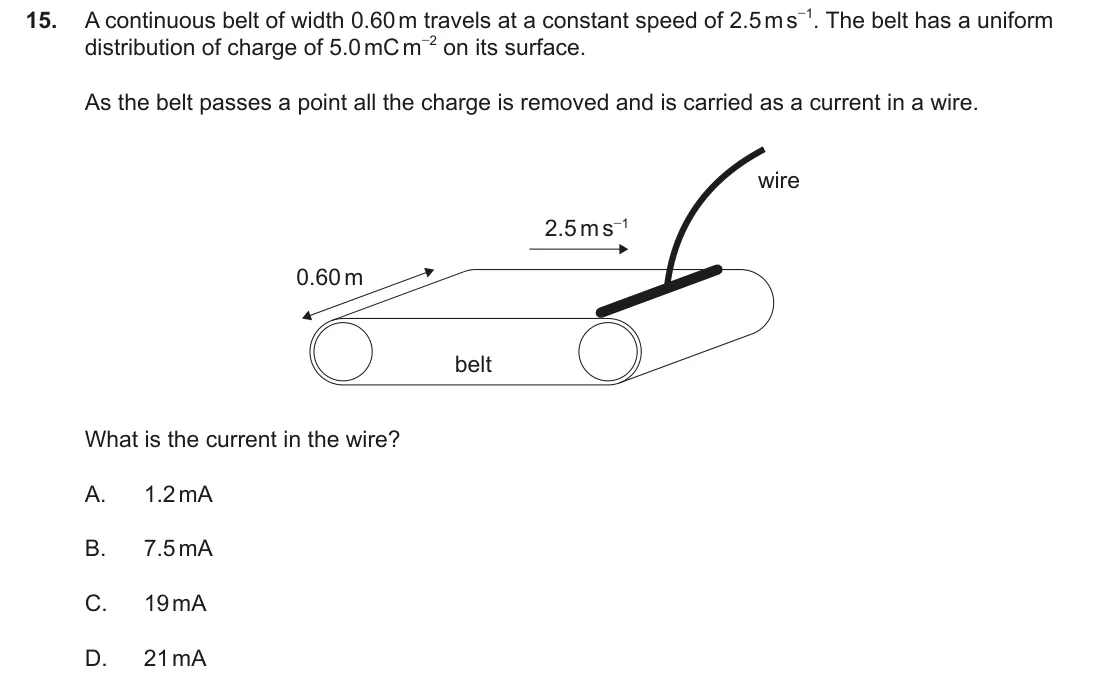 15. A continuous belt of width 0.60 m travels at a constant speed of 2.5 m s⁻¹. The belt has a uniform
distribution of charge of 5.0 mC m⁻² on its surface.
As the belt passes a point all the charge is removed and is carried as a current in a wire.
wire
2.5 m s⁻¹
0.60 m
belt
What is the current in the wire?
A. 1.2 mA
B. 7.5 mA
C. 19 mA
D. 21 mA